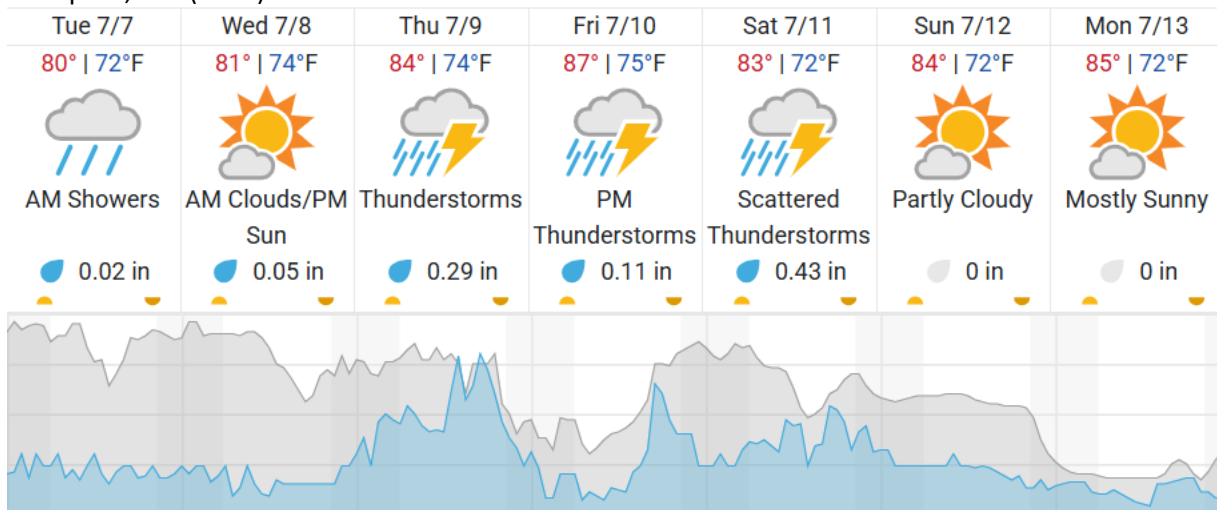 Tue 7/7 Wed 7/8 Thu 7/9 Fri 7/10 Sat 7/11 Sun 7/12 Mon 7/13
80° | 72°F 81° | 74°F 84° | 74°F 87° | 75°F 83° | 72°F 84° | 72°F 85° | 72°F
AM Showers AM Clouds/PM Thunderstorms PM Scattered Partly Cloudy Mostly Sunny
Sun Thunderstorms Thunderstorms
0.02 in 0.05 in 0.29 in 0.11 in 0.43 in 0 in 0 in